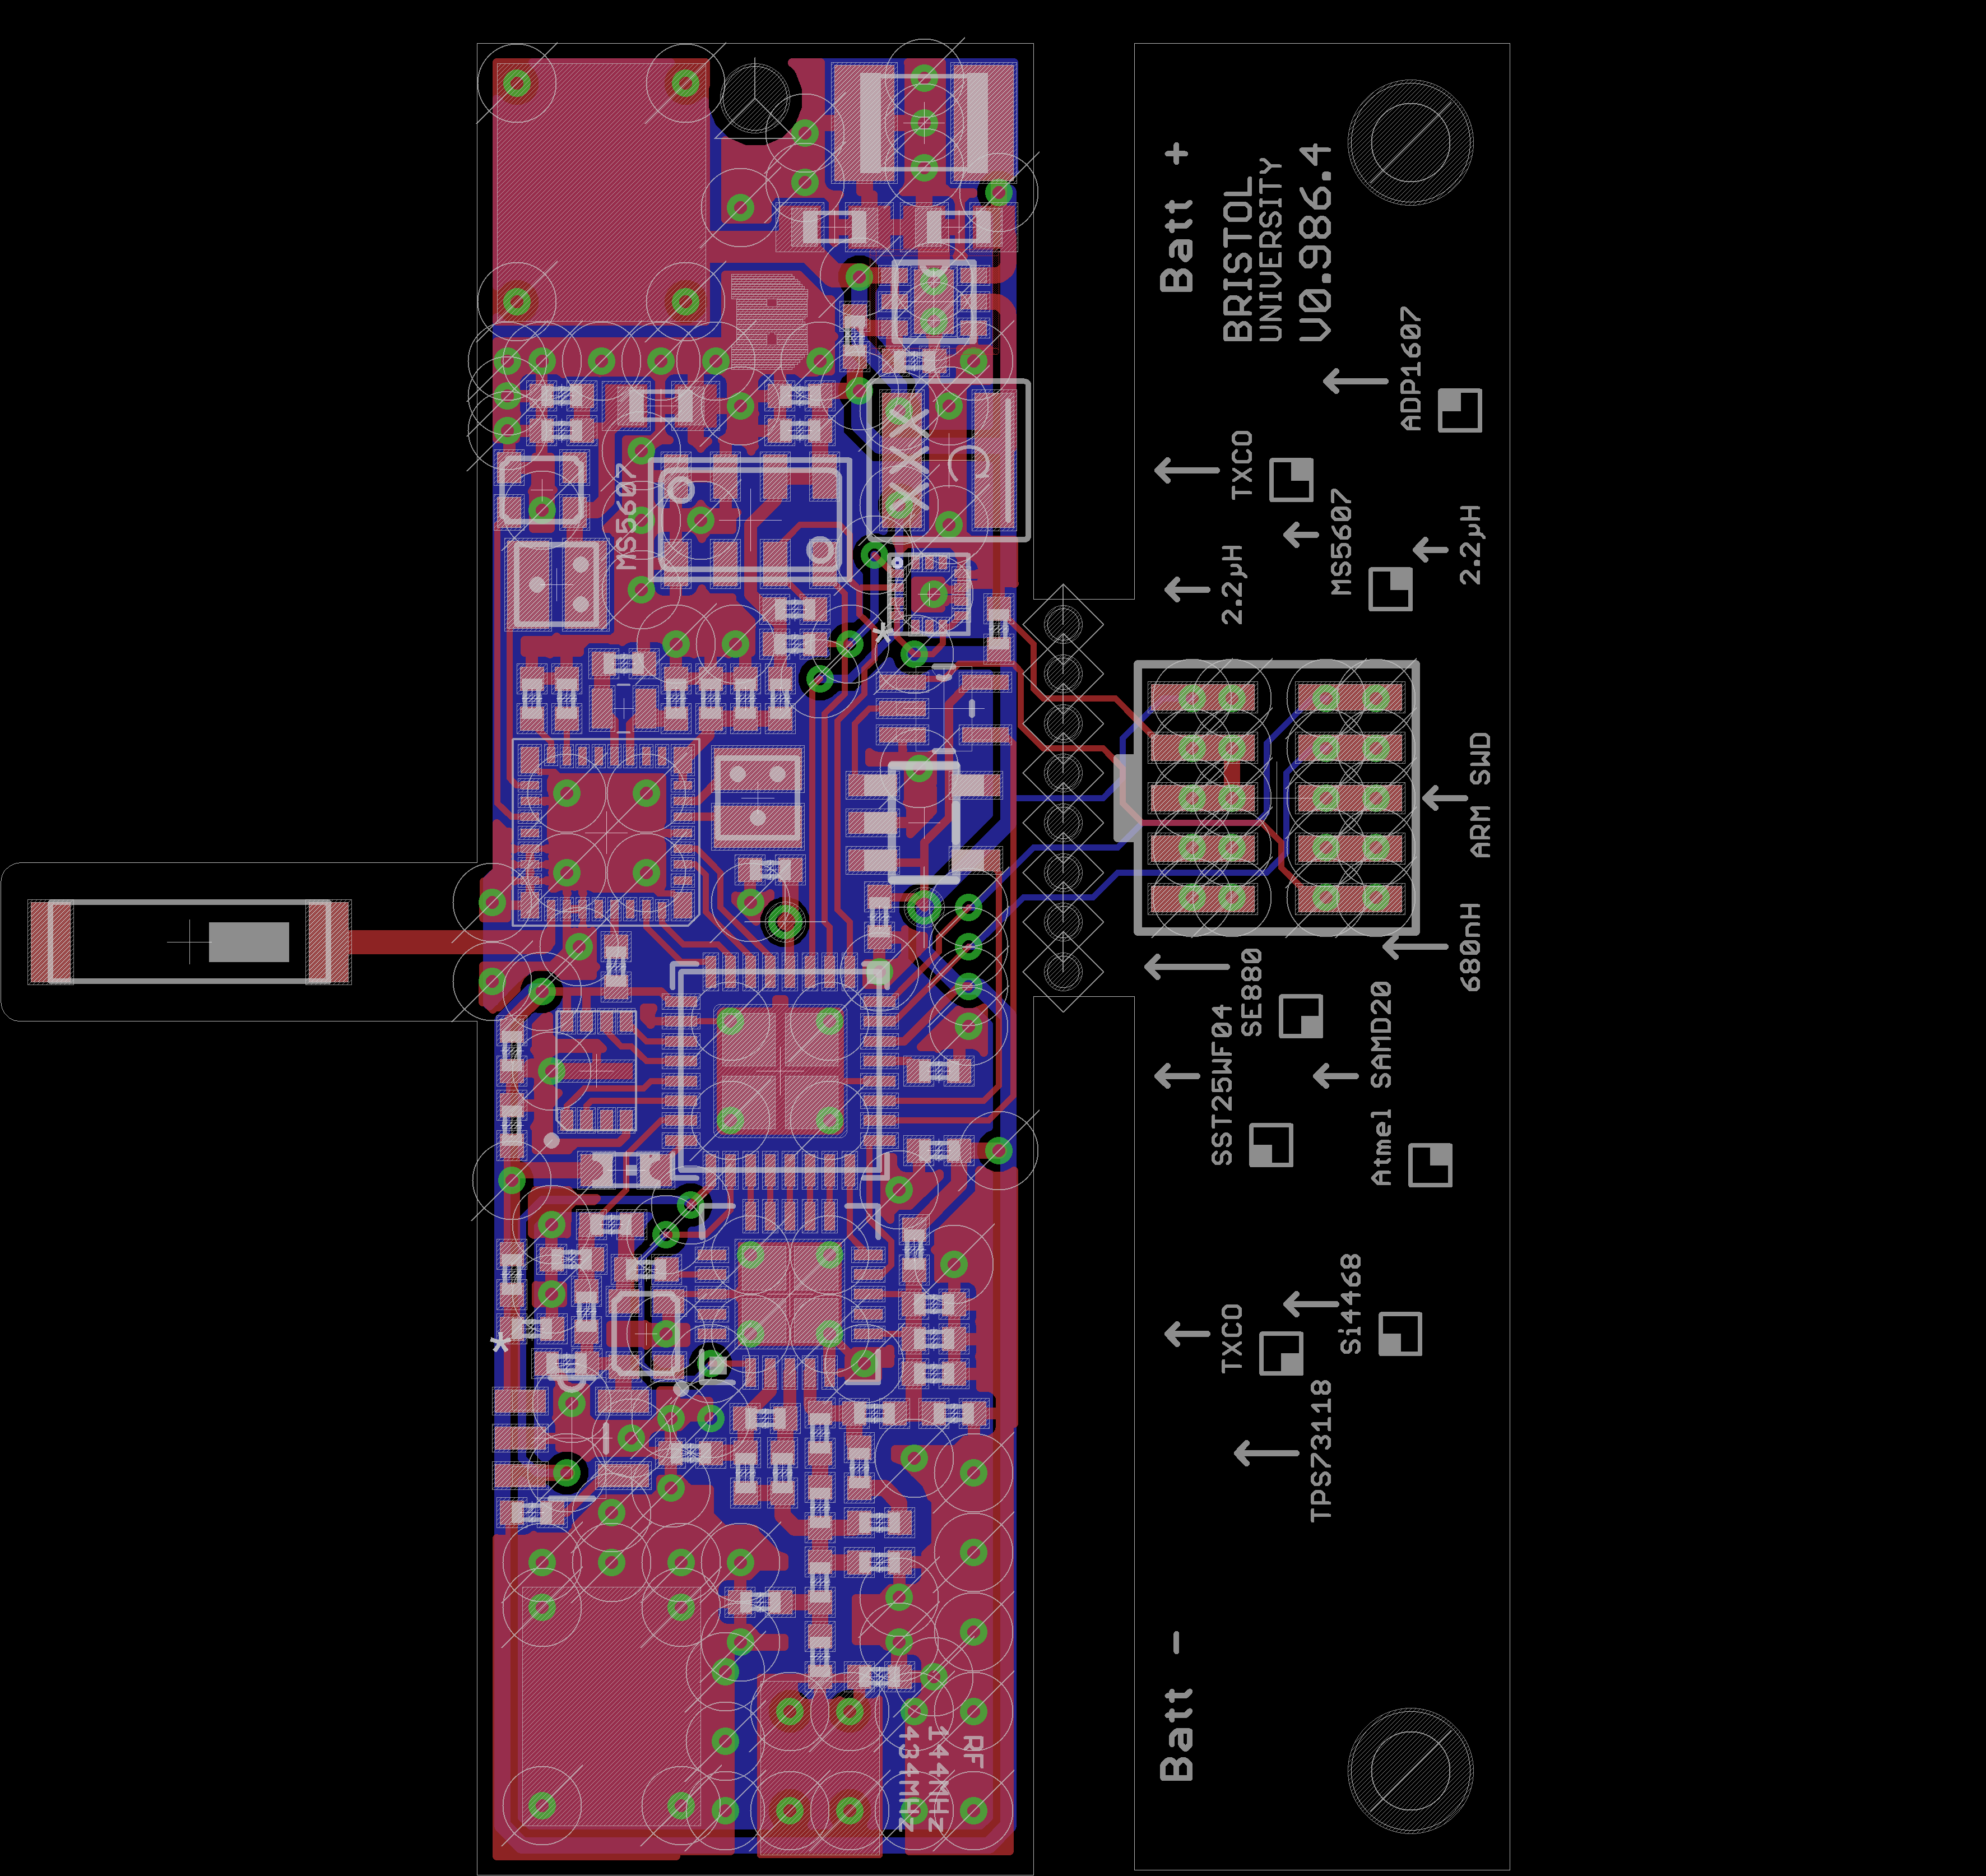 Batt +
BRISTOL
UNIVERSITY
V0.986.4
ADP1607
TXCO
MS5607
2.2µH
2.2µH
MS5607
XXX
C
*
ARM SWD
680nH
SE880
SST25WF04
Atmel SAMD20
*
Si4468
TXCO
TPS73118
Batt -
RF
144MHz
434MHz